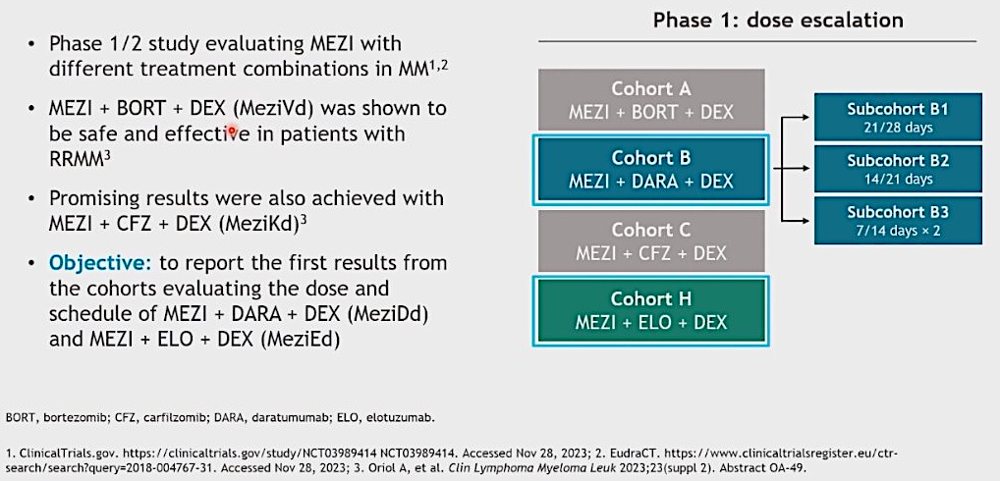 Phase 1: dose escalation
• Phase 1/2 study evaluating MEZI with
different treatment combinations in MM¹,²
• MEZI + BORT + DEX (MeziVd) was shown to
be safe and effective in patients with
RRMM³
• Promising results were also achieved with
MEZI + CFZ + DEX (MeziKd)³
• Objective: to report the first results from
the cohorts evaluating the dose and
schedule of MEZI + DARA + DEX (MeziDd)
and MEZI + ELO + DEX (MeziEd)
Cohort A
MEZI + BORT + DEX
Cohort B
MEZI + DARA + DEX
Cohort C
MEZI + CFZ + DEX
Cohort H
MEZI + ELO + DEX
Subcohort B1
21/28 days
Subcohort B2
14/21 days
Subcohort B3
7/14 days × 2
BORT, bortezomib; CFZ, carfilzomib; DARA, daratumumab; ELO, elotuzumab.
1. ClinicalTrials.gov. https://clinicaltrials.gov/study/NCT03989414 NCT03989414. Accessed Nov 28, 2023; 2. EudraCT. https://www.clinicaltrialsregister.eu/ctr-
search/search?query=2018-004767-31. Accessed Nov 28, 2023; 3. Oriol A, et al. Clin Lymphoma Myeloma Leuk 2023;23(suppl 2). Abstract OA-49.